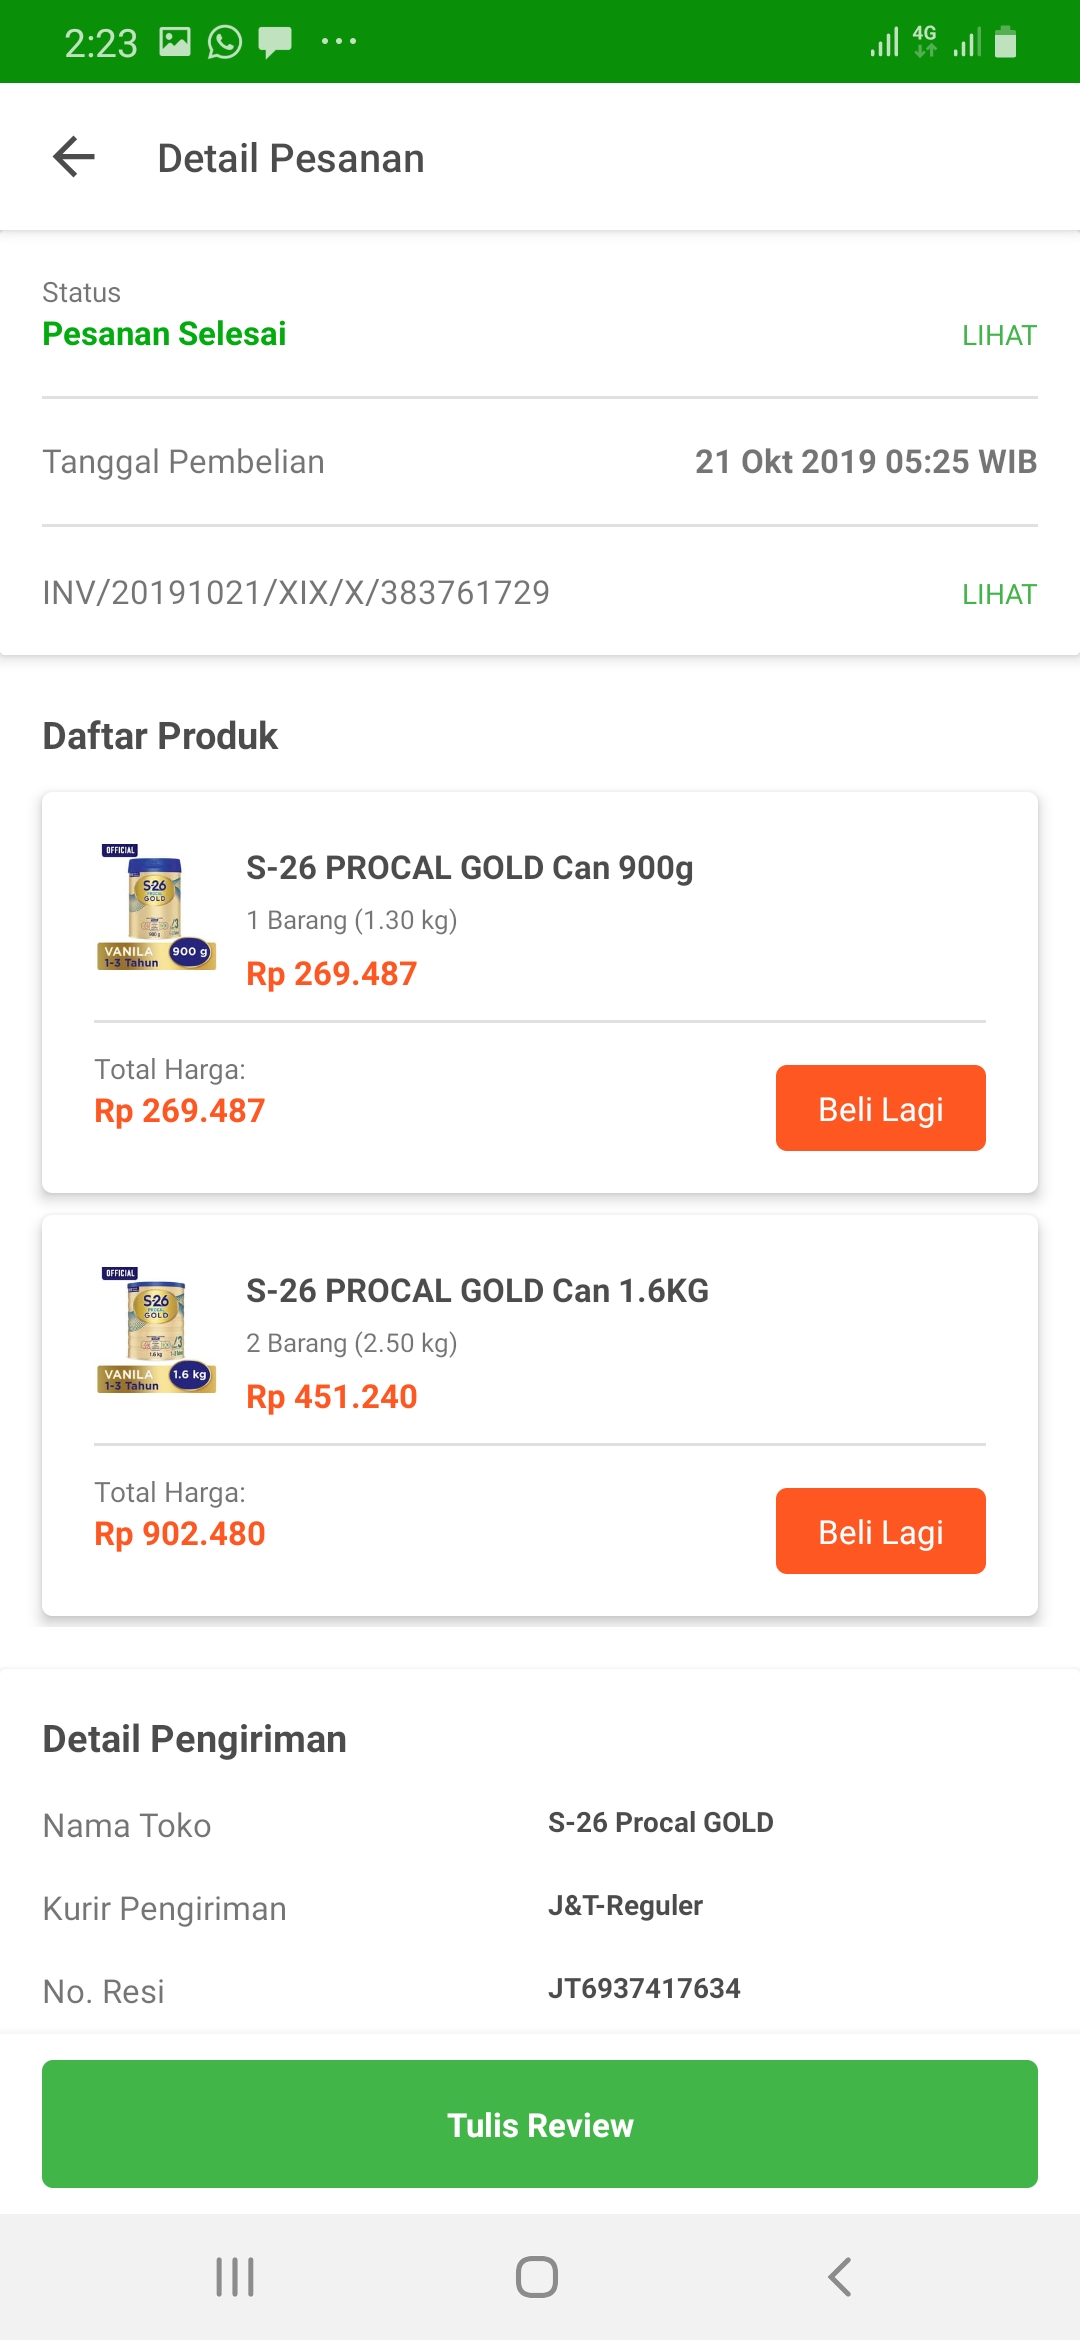 2:23
4G
Detail Pesanan
Status
Pesanan Selesai
LIHAT
Tanggal Pembelian
21 Okt 2019 05:25 WIB
INV/20191021/XIX/X/383761729
LIHAT
Daftar Produk
OFFICIAL
S-26
GOLD
VANILA
1-3 Tahun
900 g
S-26 PROCAL GOLD Can 900g
1 Barang (1.30 kg)
Rp 269.487
Total Harga:
Rp 269.487
Beli Lagi
OFFICIAL
S-26
GOLD
VANILA
1-3 Tahun
1.6 kg
S-26 PROCAL GOLD Can 1.6KG
2 Barang (2.50 kg)
Rp 451.240
Total Harga:
Rp 902.480
Beli Lagi
Detail Pengiriman
Nama Toko
S-26 Procal GOLD
Kurir Pengiriman
J&T-Reguler
No. Resi
JT6937417634
Tulis Review